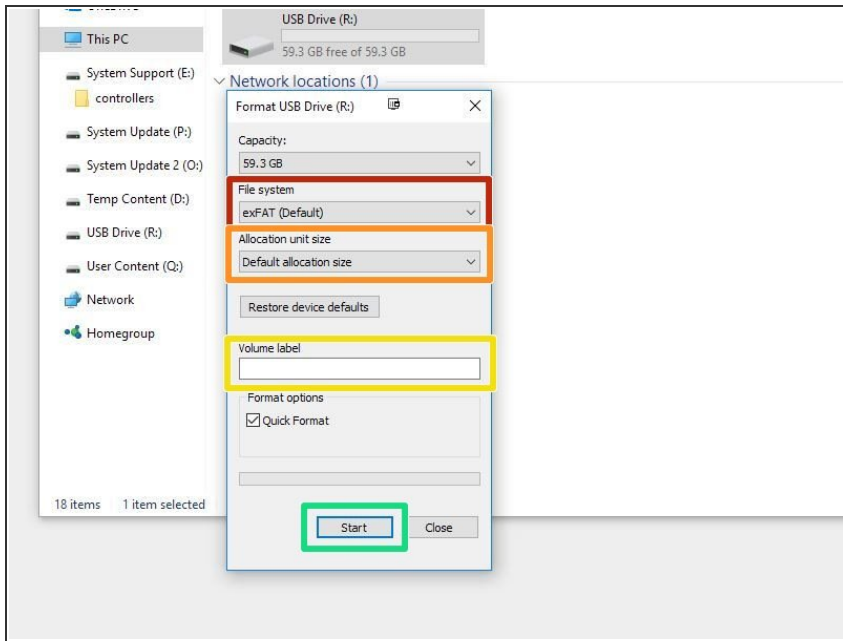 This PC
System Support (E:)
controllers
System Update (P:)
System Update 2 (O:)
Temp Content (D:)
USB Drive (R:)
User Content (Q:)
Network
Homegroup
18 items 1 item selected
USB Drive (R:)
59.3 GB free of 59.3 GB
Network locations (1)
Format USB Drive (R:)
Capacity:
59.3 GB
File system
exFAT (Default)
Allocation unit size
Default allocation size
Restore device defaults
Volume label
Format options
Quick Format
Start Close